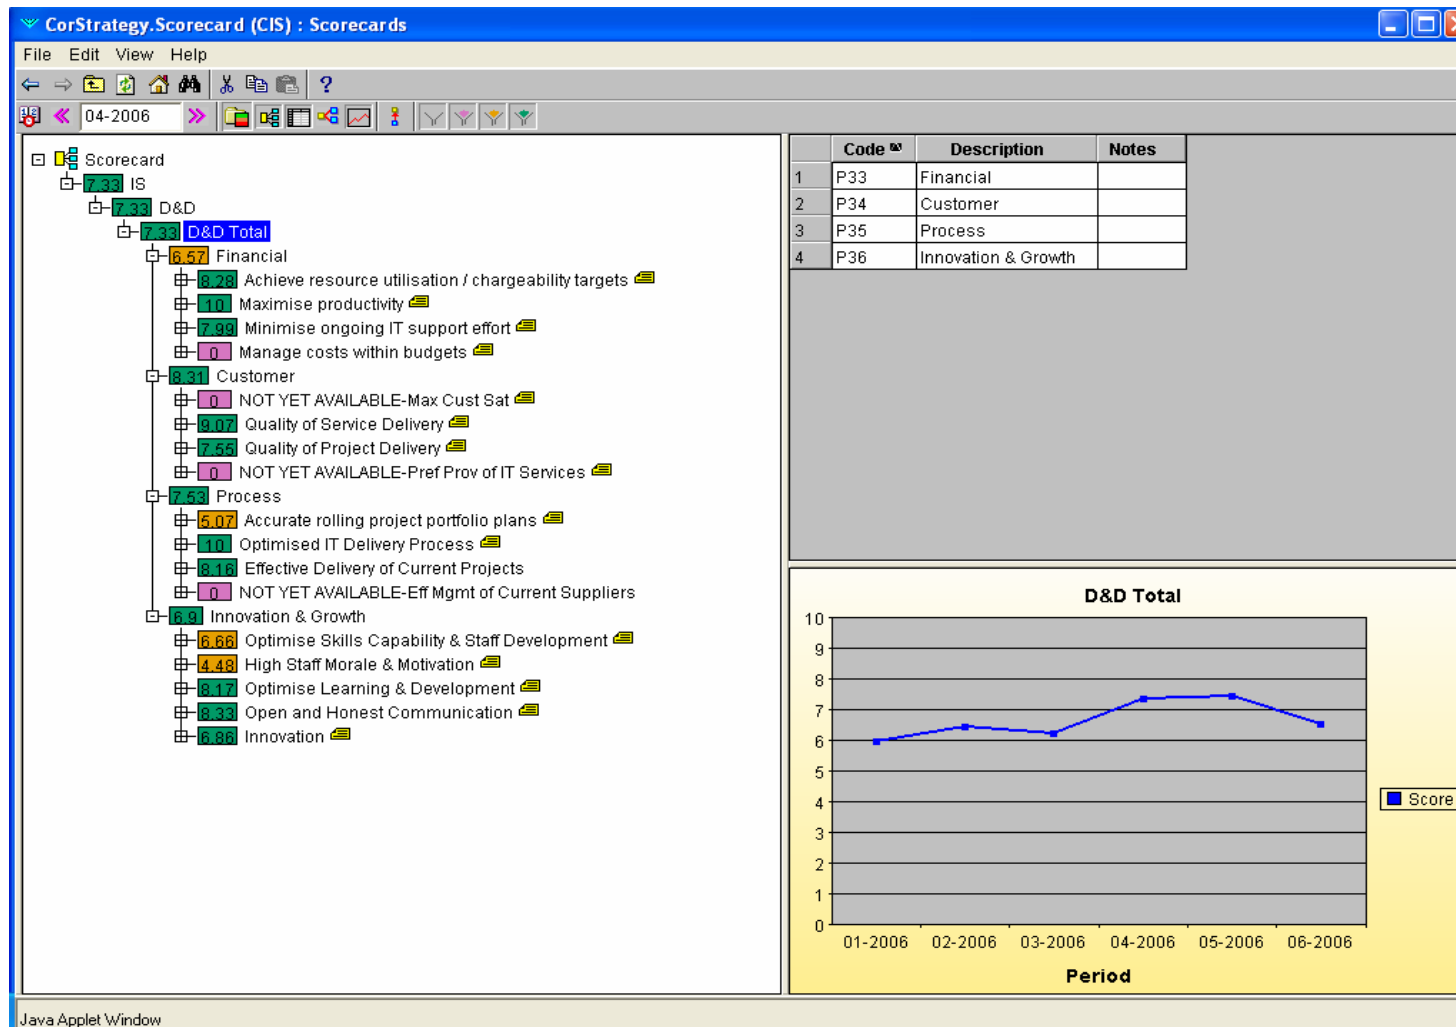 CorStrategy.Scorecard (CIS) : Scorecards
File Edit View Help
?
04-2006
Scorecard
7.33 IS
7.33 D&D
7.33 D&D Total
6.57 Financial
8.28 Achieve resource utilisation / chargeability targets
10 Maximise productivity
7.99 Minimise ongoing IT support effort
0 Manage costs within budgets
8.31 Customer
0 NOT YET AVAILABLE-Max Cust Sat
9.07 Quality of Service Delivery
7.55 Quality of Project Delivery
0 NOT YET AVAILABLE-Pref Prov of IT Services
7.53 Process
5.07 Accurate rolling project portfolio plans
10 Optimised IT Delivery Process
8.16 Effective Delivery of Current Projects
0 NOT YET AVAILABLE-Eff Mgmt of Current Suppliers
6.9 Innovation & Growth
6.66 Optimise Skills Capability & Staff Development
4.48 High Staff Morale & Motivation
8.17 Optimise Learning & Development
8.33 Open and Honest Communication
6.86 Innovation
Code Description Notes
1 P33 Financial
2 P34 Customer
3 P35 Process
4 P36 Innovation & Growth
D&D Total
10
9
8
7
6
5
4
3
2
1
0
01-2006 02-2006 03-2006 04-2006 05-2006 06-2006
Period
Score
Java Applet Window